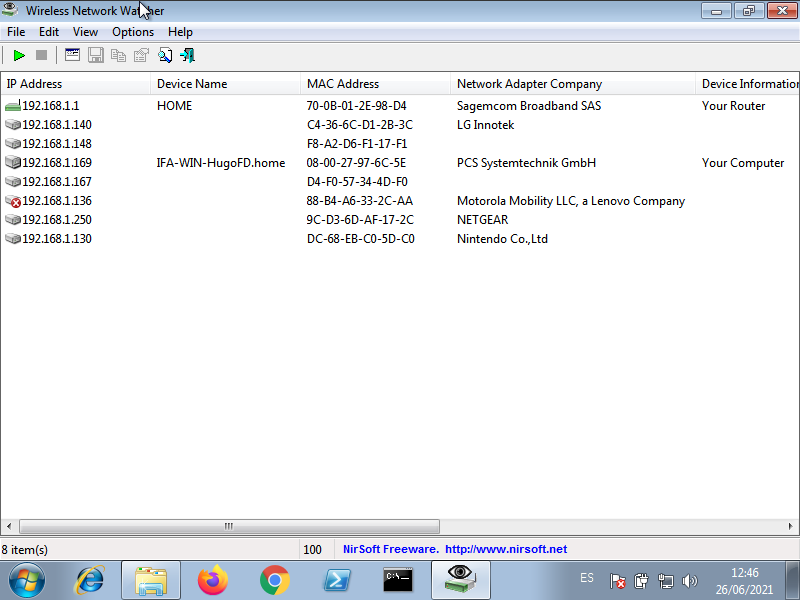 Wireless Network Watcher
File Edit View Options Help
IP Address Device Name MAC Address Network Adapter Company Device Information
192.168.1.1 HOME 70-0B-01-2E-98-D4 Sagemcom Broadband SAS Your Router
192.168.1.140 C4-36-6C-D1-2B-3C LG Innotek
192.168.1.148 F8-A2-D6-F1-17-F1
192.168.1.169 IFA-WIN-HugoFD.home 08-00-27-97-6C-5E PCS Systemtechnik GmbH Your Computer
192.168.1.167 D4-F0-57-34-4D-F0
192.168.1.136 88-B4-A6-33-2C-AA Motorola Mobility LLC, a Lenovo Company
192.168.1.250 9C-D3-6D-AF-17-2C NETGEAR
192.168.1.130 DC-68-EB-C0-5D-C0 Nintendo Co.,Ltd
8 item(s) 100 NirSoft Freeware. http://www.nirsoft.net
C:\_
ES 12:46
26/06/2021